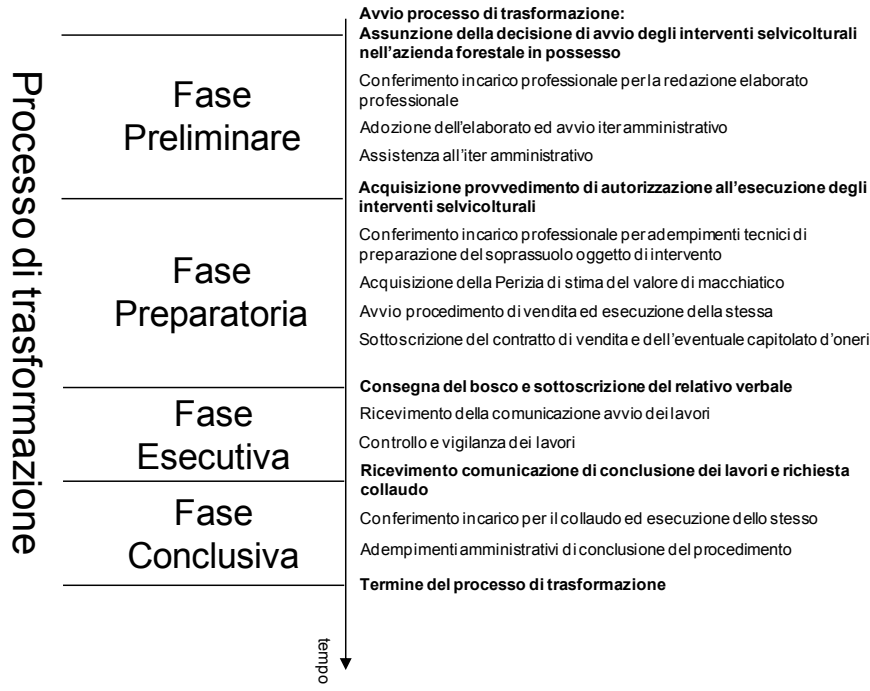 Processo di trasformazione
Avvio processo di trasformazione:
Assunzione della decisione di avvio degli interventi selvicolturali
nell'azienda forestale in possesso
Fase
Preliminare
Conferimento incarico professionale per la redazione elaborato
professionale
Adozione dell'elaborato ed avvio iter amministrativo
Assistenza all'iter amministrativo
Acquisizione provvedimento di autorizzazione all'esecuzione degli
interventi selvicolturali
Fase
Preparatoria
Conferimento incarico professionale per adempimenti tecnici di
preparazione del soprassuolo oggetto di intervento
Acquisizione della Perizia di stima del valore di macchiatico
Avvio procedimento di vendita ed esecuzione della stessa
Sottoscrizione del contratto di vendita e dell'eventuale capitolato d'oneri
Consegna del bosco e sottoscrizione del relativo verbale
Fase
Esecutiva
Ricevimento della comunicazione avvio dei lavori
Controllo e vigilanza dei lavori
Ricevimento comunicazione di conclusione dei lavori e richiesta
collaudo
Fase
Conclusiva
Conferimento incarico per il collaudo ed esecuzione dello stesso
Adempimenti amministrativi di conclusione del procedimento
Termine del processo di trasformazione
tempo